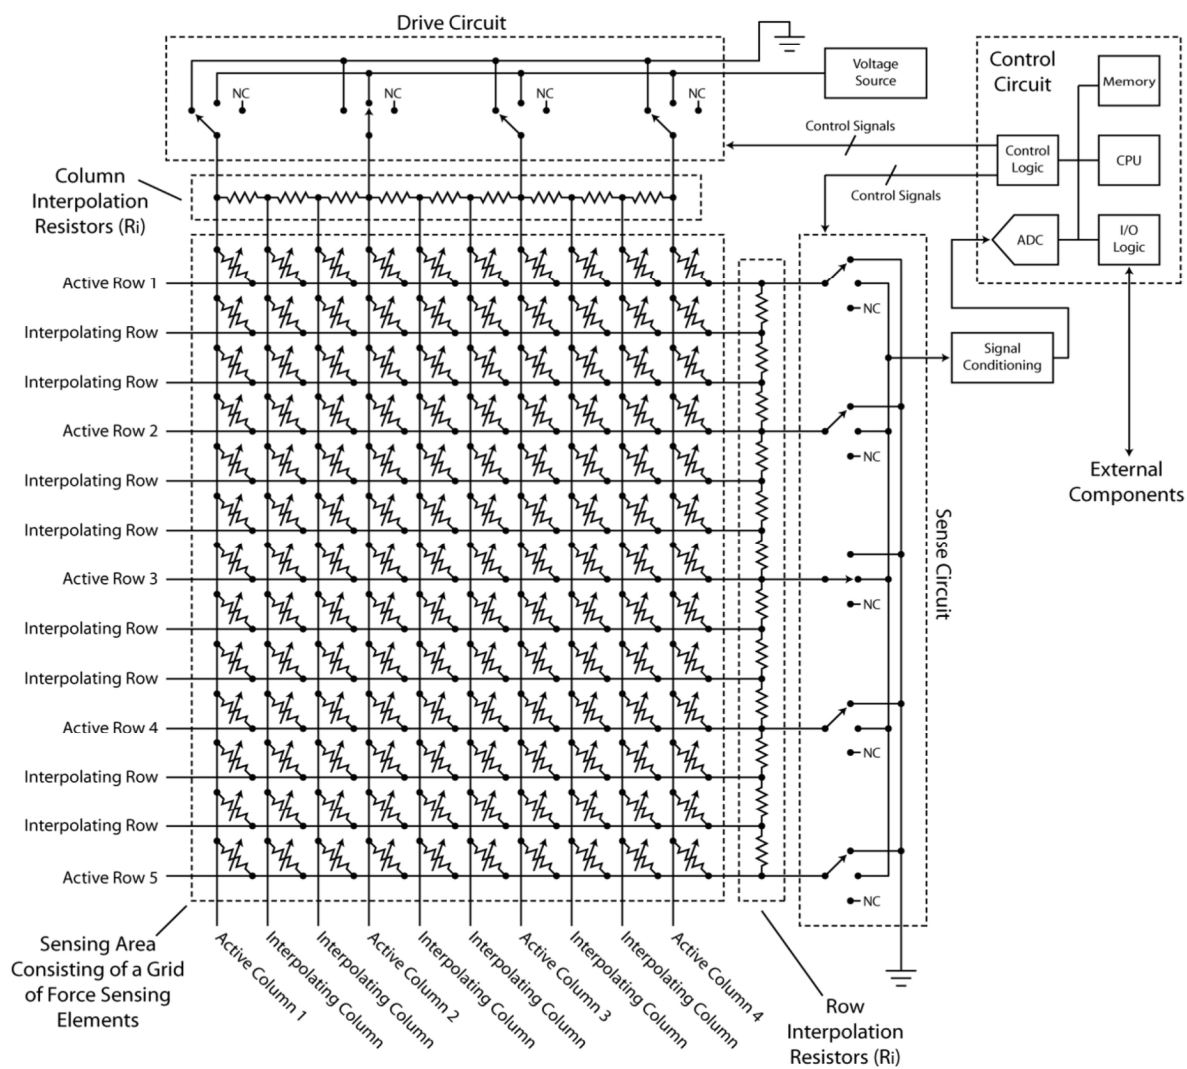 Drive Circuit
Voltage
Source
Control
Circuit
Memory
NC
NC
NC
NC
Control Signals
Control
Logic
CPU
Column
Interpolation
Resistors (Ri)
Control Signals
ADC
I/O
Logic
Active Row 1
NC
Interpolating Row
Signal
Conditioning
Interpolating Row
Active Row 2
NC
Interpolating Row
External
Components
Interpolating Row
Sense Circuit
Active Row 3
NC
Interpolating Row
Interpolating Row
Active Row 4
NC
Interpolating Row
Interpolating Row
Active Row 5
NC
Sensing Area
Consisting of a Grid
of Force Sensing
Elements
Active Column 1
Interpolating Column
Interpolating Column
Active Column 2
Interpolating Column
Interpolating Column
Active Column 3
Interpolating Column
Interpolating Column
Active Column 4
Row
Interpolation
Resistors (Ri)